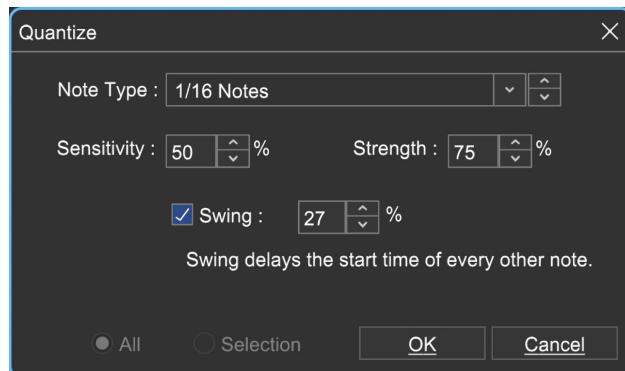 Quantize
Note Type : 1/16 Notes
Sensitivity : 50 % Strength : 75 %
Swing : 27 %
Swing delays the start time of every other note.
All Selection OK Cancel